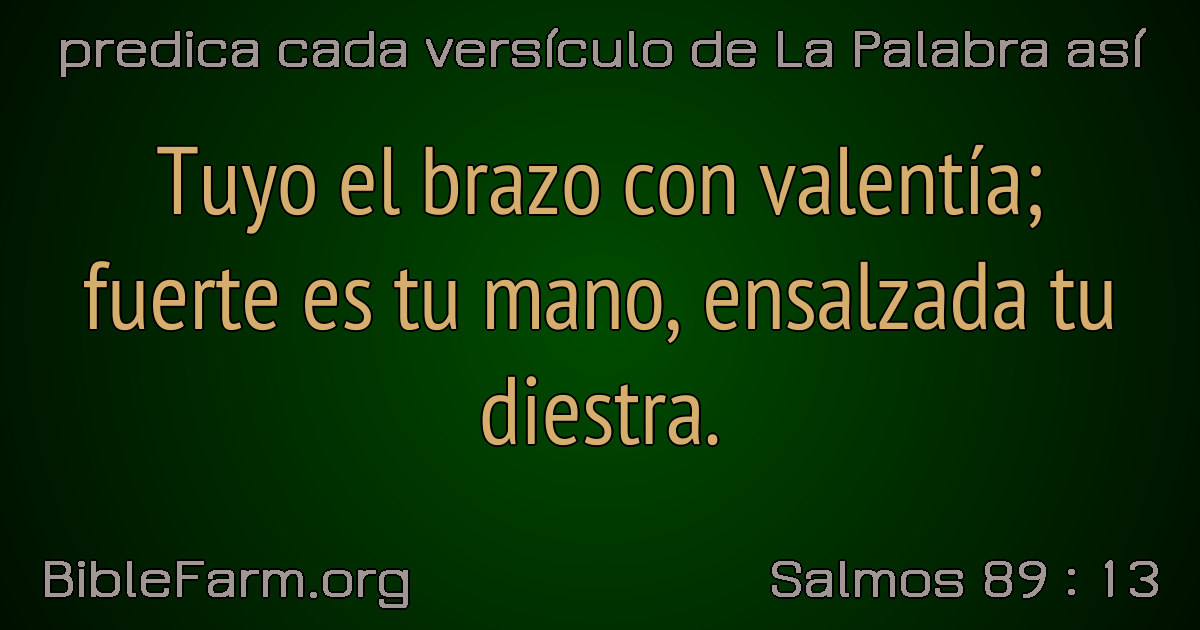 predica cada versículo de La Palabra así
Tuyo el brazo con valentía;
fuerte es tu mano, ensalzada tu
diestra.
BibleFarm.org
Salmos 89 : 13